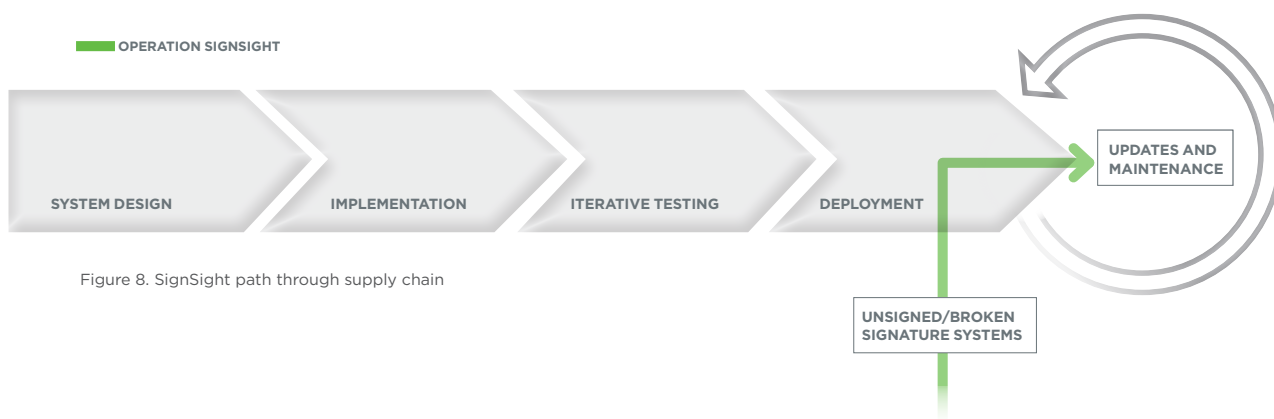 OPERATION SIGNSIGHT
UPDATES AND
MAINTENANCE
SYSTEM DESIGN
IMPLEMENTATION
ITERATIVE TESTING
DEPLOYMENT
Figure 8. SignSight path through supply chain
UNSIGNED/BROKEN
SIGNATURE SYSTEMS